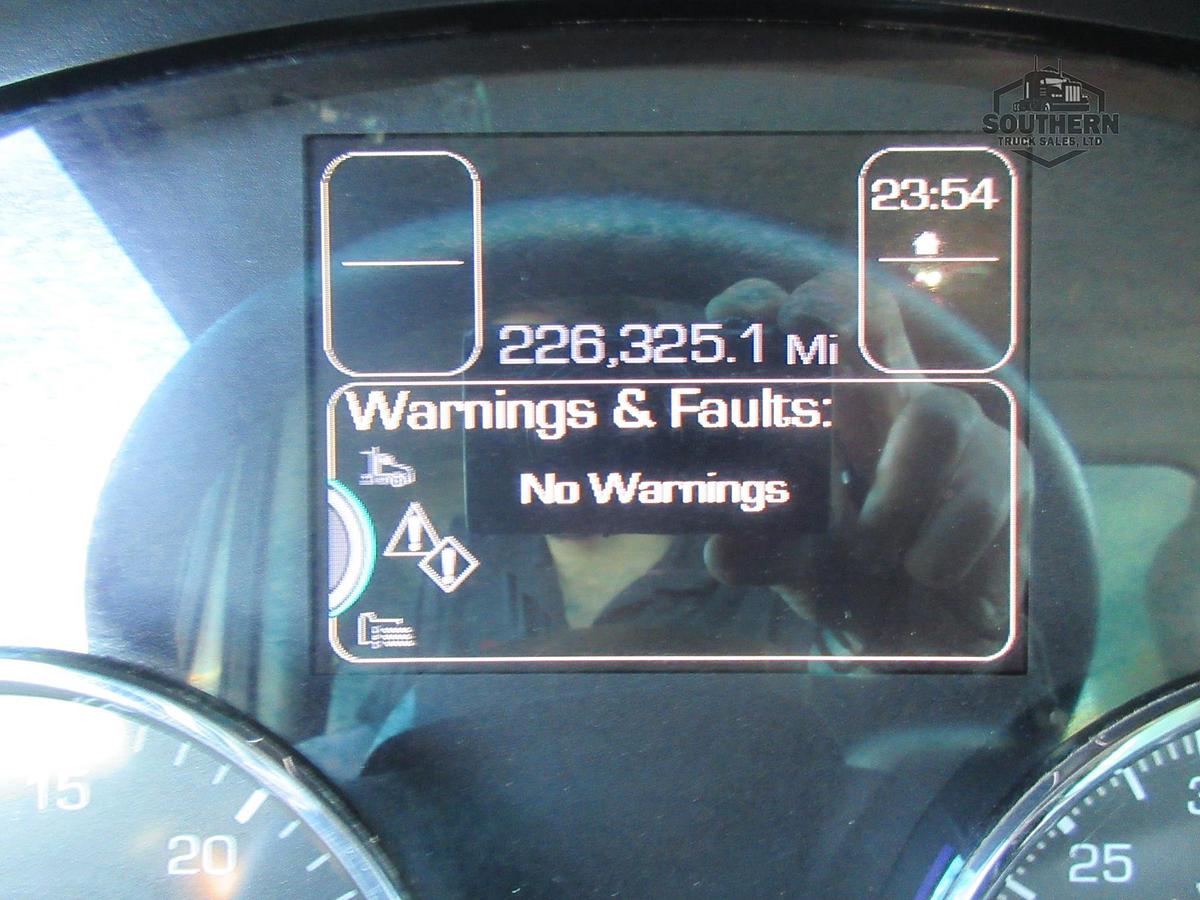 SOUTHERN
TRUCK SALES, LTD
23:54
226,325.1 Mi
Warnings & Faults:
No Warnings
15
20
25